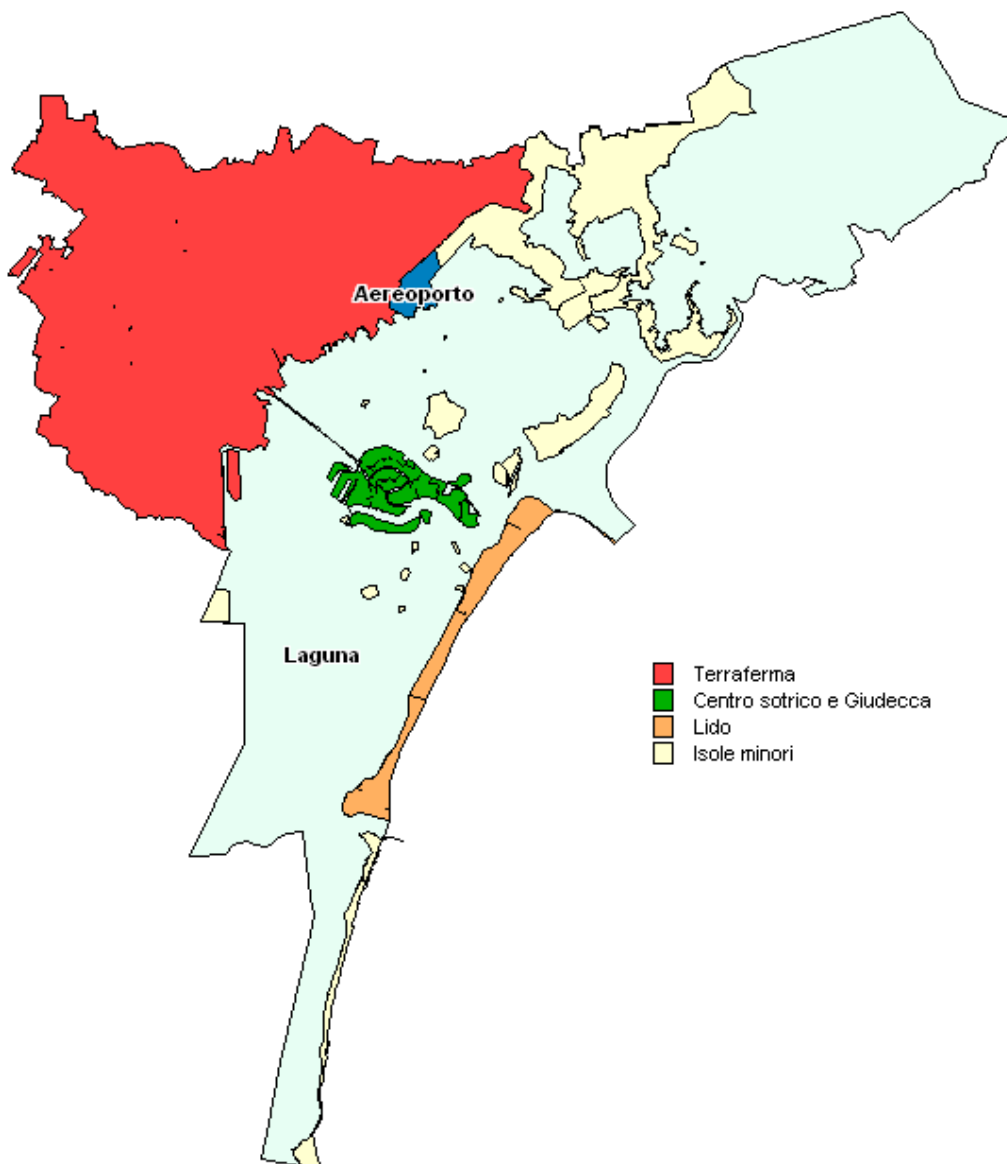 Aereoporto
Laguna
Terraferma
Centro sotrico e Giudecca
Lido
Isole minori